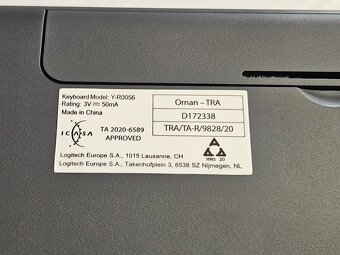 Keyboard Model: Y-R0056
Rating: 3V ⎓ 50mA
Made in China
Oman – TRA
D172338
TRA/TA-R/9828/20
ICASA
TA 2020-6589
APPROVED
Logitech Europe S.A., 1015 Lausanne, CH
Logitech Europe S.A., Takenhofplein 3, 6538 SZ Nijmegen, NL